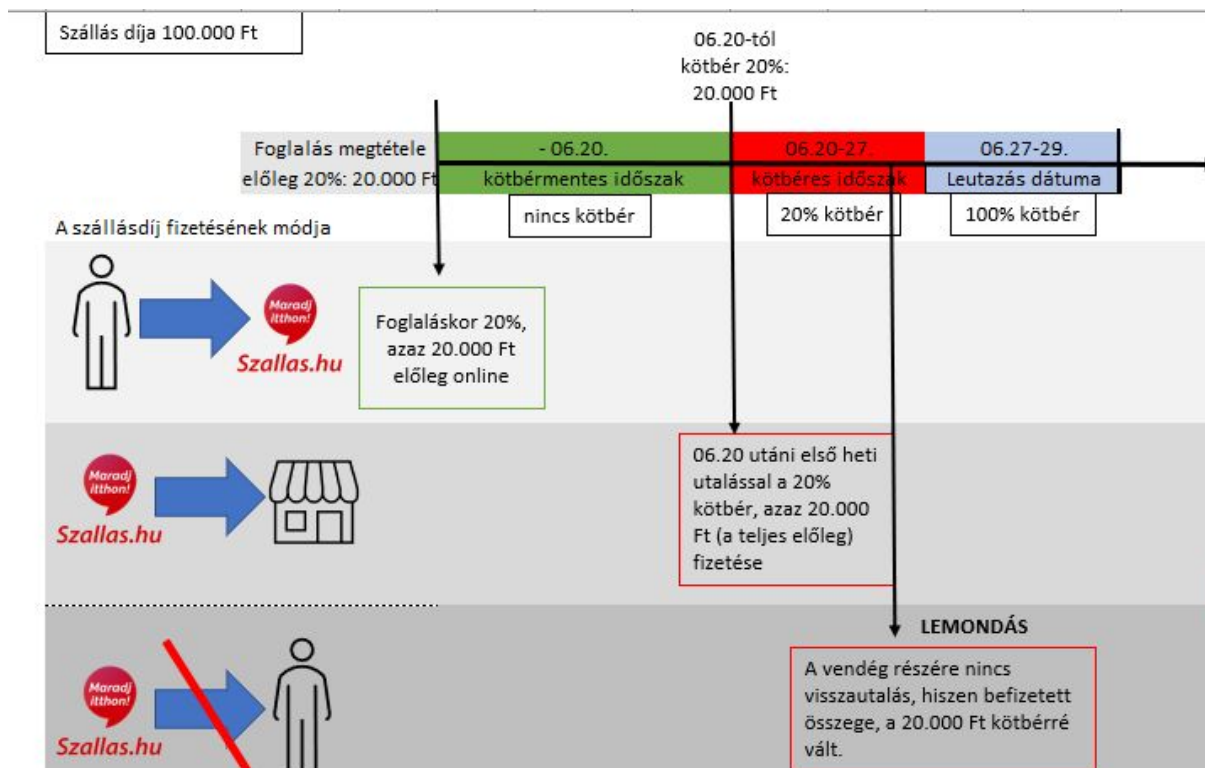 Szállás díja 100.000 Ft
06.20-tól
kötbér 20%:
20.000 Ft
Foglalás megtétele
előleg 20%: 20.000 Ft
- 06.20.
kötbérmentes időszak
06.20-27.
kötbéres időszak
06.27-29.
Leutazás dátuma
nincs kötbér
20% kötbér
100% kötbér
A szállásdíj fizetésének módja
Maradj
itthon!
Szallas.hu
Foglaláskor 20%,
azaz 20.000 Ft
előleg online
Maradj
itthon!
Szallas.hu
06.20 utáni első heti
utalással a 20%
kötbér, azaz 20.000
Ft (a teljes előleg)
fizetése
LEMONDÁS
Maradj
itthon!
Szallas.hu
A vendég részére nincs
visszautalás, hiszen befizetett
összege, a 20.000 Ft kötbérré
vált.